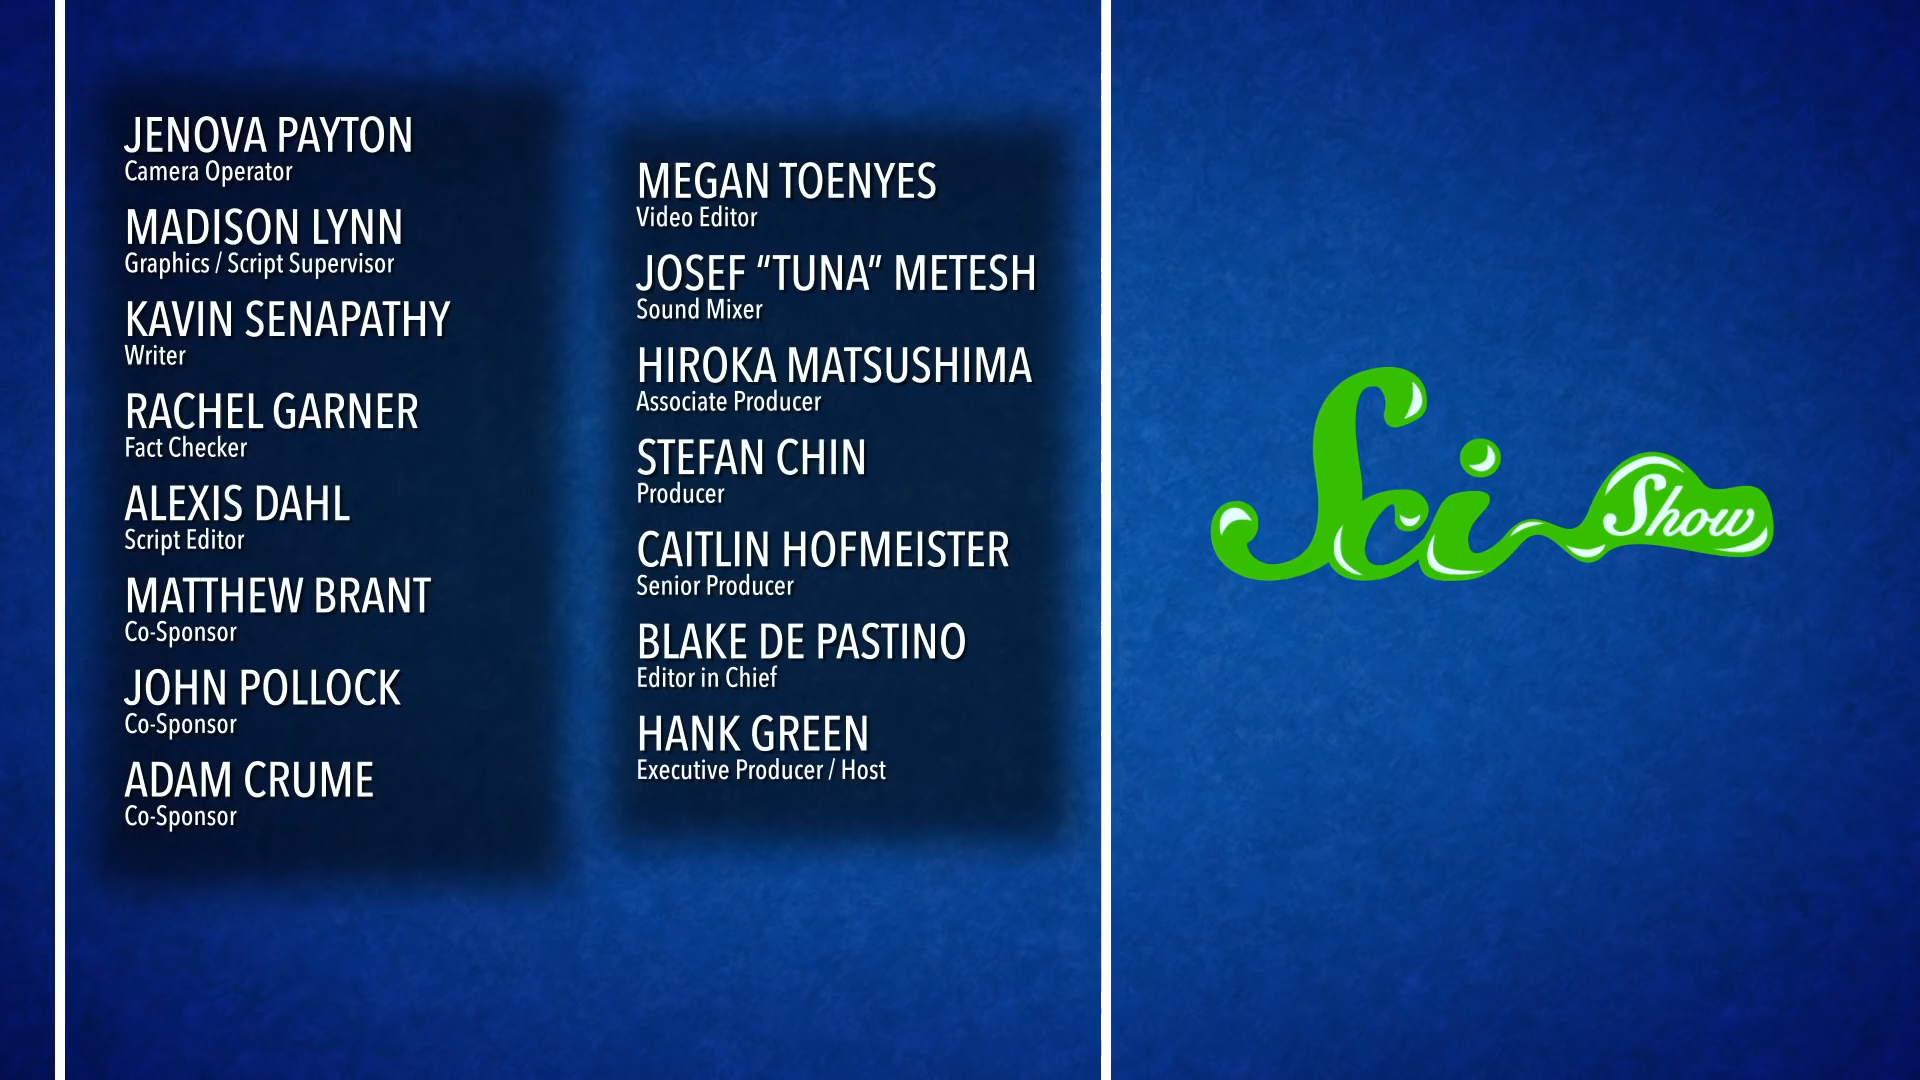 JENOVA PAYTON
Camera Operator
MADISON LYNN
Graphics / Script Supervisor
KAVIN SENAPATHY
Writer
RACHEL GARNER
Fact Checker
ALEXIS DAHL
Script Editor
MATTHEW BRANT
Co-Sponsor
JOHN POLLOCK
Co-Sponsor
ADAM CRUME
Co-Sponsor
MEGAN TOENYES
Video Editor
JOSEF “TUNA” METESH
Sound Mixer
HIROKA MATSUSHIMA
Associate Producer
STEFAN CHIN
Producer
CAITLIN HOFMEISTER
Senior Producer
BLAKE DE PASTINO
Editor in Chief
HANK GREEN
Executive Producer / Host
Sci Show